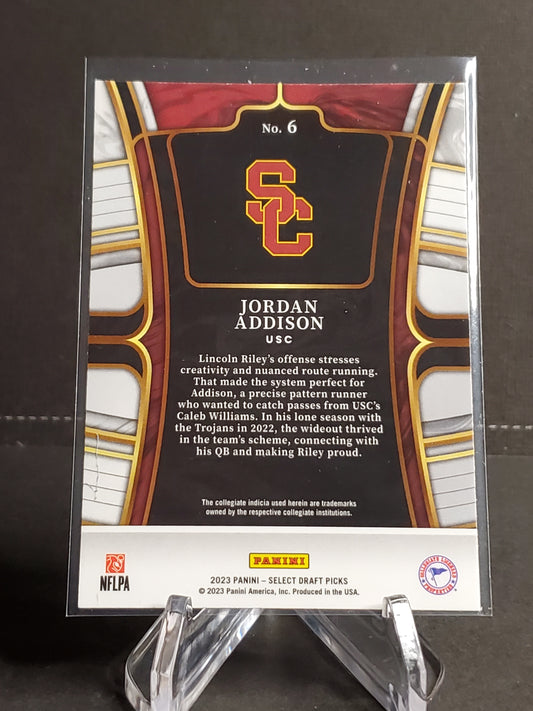 No. 6
SC
JORDAN
ADDISON
USC
Lincoln Riley's offense stresses
creativity and nuanced route running.
That made the system perfect for
Addison, a precise pattern runner
who wanted to catch passes from USC's
Caleb Williams. In his lone season with
the Trojans in 2022, the wideout thrived
in the team's scheme, connecting with
his QB and making Riley proud.
The collegiate indicia used herein are trademarks
owned by the respective collegiate institutions.
PANINI
NFLPA
2023 PANINI – SELECT DRAFT PICKS
© 2023 Panini America, Inc. Produced in the USA.
COLLEGIATE LICENSED
PROPERTIES